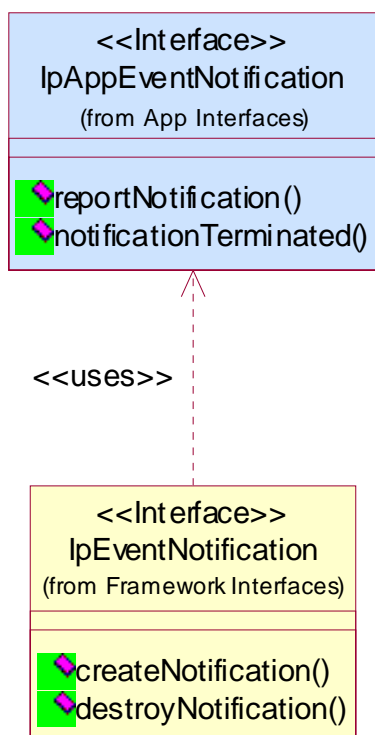 <<Interface>>
IpAppEventNotification
(from App Interfaces)
reportNotification()
notificationTerminated()
<<uses>>
<<Interface>>
IpEventNotification
(from Framework Interfaces)
createNotification()
destroyNotification()